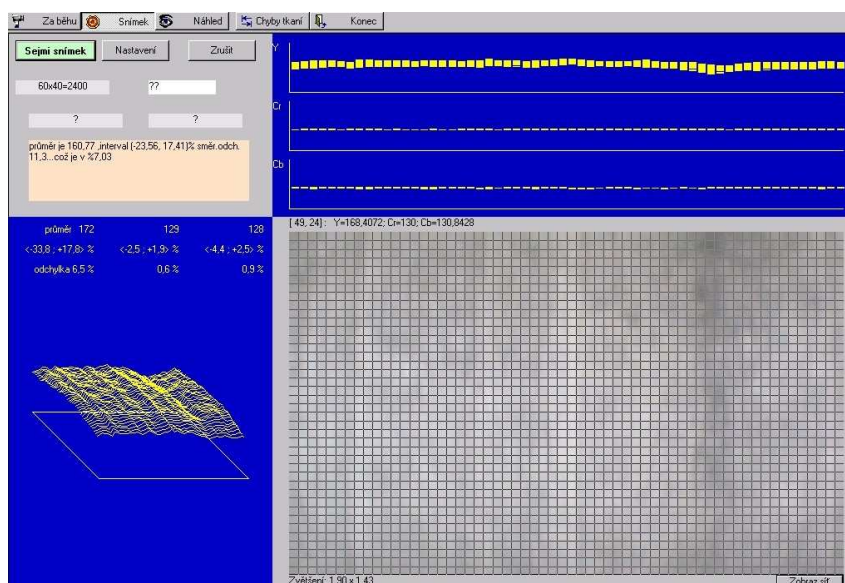 Za běhu Snímek Náhled Chyby tkaní Konec
Sejmi snímek Nastavení Zrušit
60x40=2400 ??
? ?
průměr je 160,77 ,interval (-23,56, 17,41)% směr.odch.
11,3...což je v %7,03
Y
Cr
Cb
průměr 172 129 128
<-33,8 ; +17,8> % <-2,5 ; +1,9> % <-4,4 ; +2,5> %
odchylka 6,5 % 0,6 % 0,9 %
[ 49, 24] : Y=168,4072; Cr=130; Cb=130,8428
Zvětšení: 1,90 x 1,43 Zobraz síť